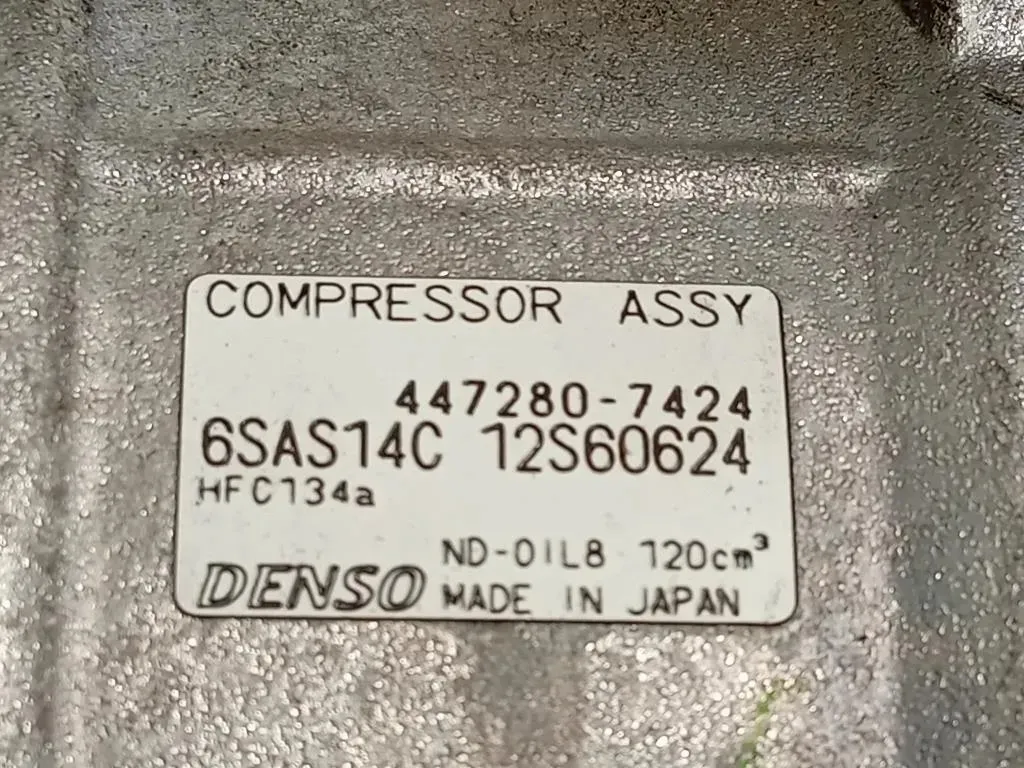 COMPRESSOR ASSY
447280-7424
6SAS14C 12S60624
HFC134a
ND-OIL8 120cm³
DENSO MADE IN JAPAN